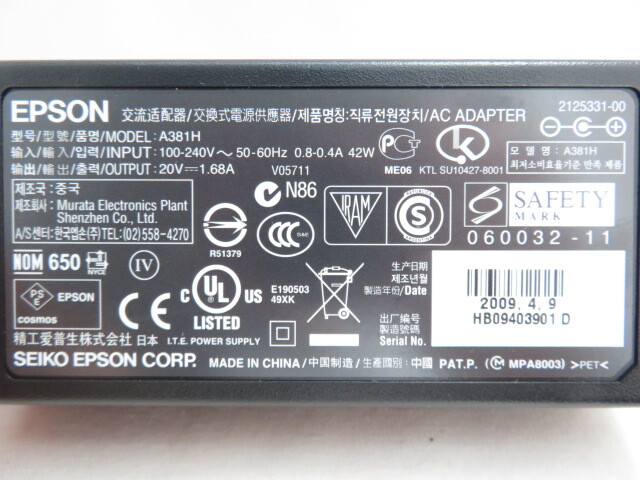 EPSON 交流适配器/交換式電源供應器/제품명칭:직류전원장치/AC ADAPTER 2125331-00
型号/型號/품명/MODEL: A381H
输入/輸入/입력/INPUT: 100-240V～ 50-60Hz 0.8-0.4A 42W
输出/輸出/출력/OUTPUT: 20V⎓1.68A V05711
ME06 KTL SU10427-8001
모델명: A381H
최저소비효율기준 만족 제품
제조국: 중국
제조회사: Murata Electronics Plant
Shenzhen Co., Ltd.
A/S센터:한국엡손(주)TEL:(02)558-4270
N86
R51379
IRAM
S
SAFETY
MARK
060032-11
NOM 650 NYCE IV
PSE EPSON
cosmos
CE
C UL US
LISTED
I.T.E. POWER SUPPLY
E190503
49XK
生产日期
제조년월
製造年份/Date
2009. 4. 9
出厂编号
製造號碼
Serial No.
HB09403901 D
精工爱普生株式会社 日本
SEIKO EPSON CORP. MADE IN CHINA/中国制造/生產國別:中國 PAT.P. (MPA8003) >PET<